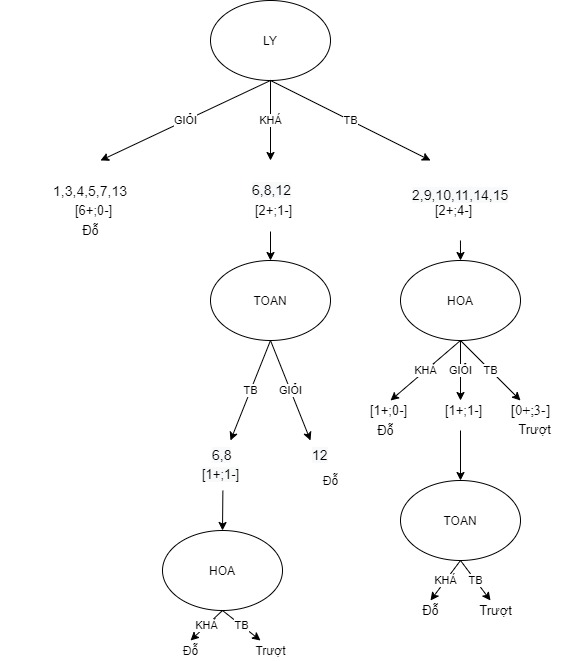 LY
GIỎI
KHÁ
TB
1,3,4,5,7,13
[6+;0-]
Đỗ
6,8,12
[2+;1-]
2,9,10,11,14,15
[2+;4-]
TOAN
HOA
TB
GIỎI
KHÁ
GIỎI
TB
[1+;0-]
Đỗ
[1+;1-]
[0+;3-]
Trượt
6,8
[1+;1-]
12
Đỗ
TOAN
HOA
KHÁ
TB
Đỗ
Trượt
KHÁ
TB
Đỗ
Trượt